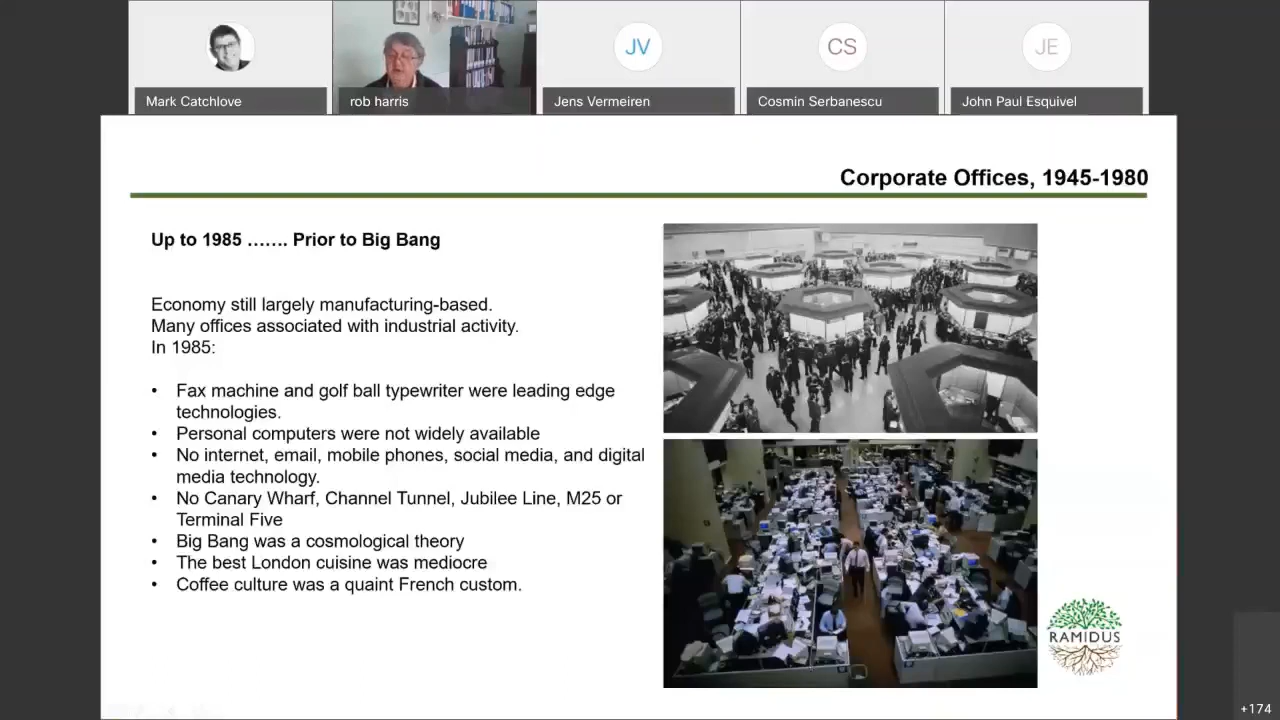 JV
CS
JE
Mark Catchlove
rob harris
Jens Vermeiren
Cosmin Serbanescu
John Paul Esquivel
Corporate Offices, 1945-1980
Up to 1985 ……. Prior to Big Bang
Economy still largely manufacturing-based.
Many offices associated with industrial activity.
In 1985:
• Fax machine and golf ball typewriter were leading edge
technologies.
• Personal computers were not widely available
• No internet, email, mobile phones, social media, and digital
media technology.
• No Canary Wharf, Channel Tunnel, Jubilee Line, M25 or
Terminal Five
• Big Bang was a cosmological theory
• The best London cuisine was mediocre
• Coffee culture was a quaint French custom.
RAMIDUS
+174